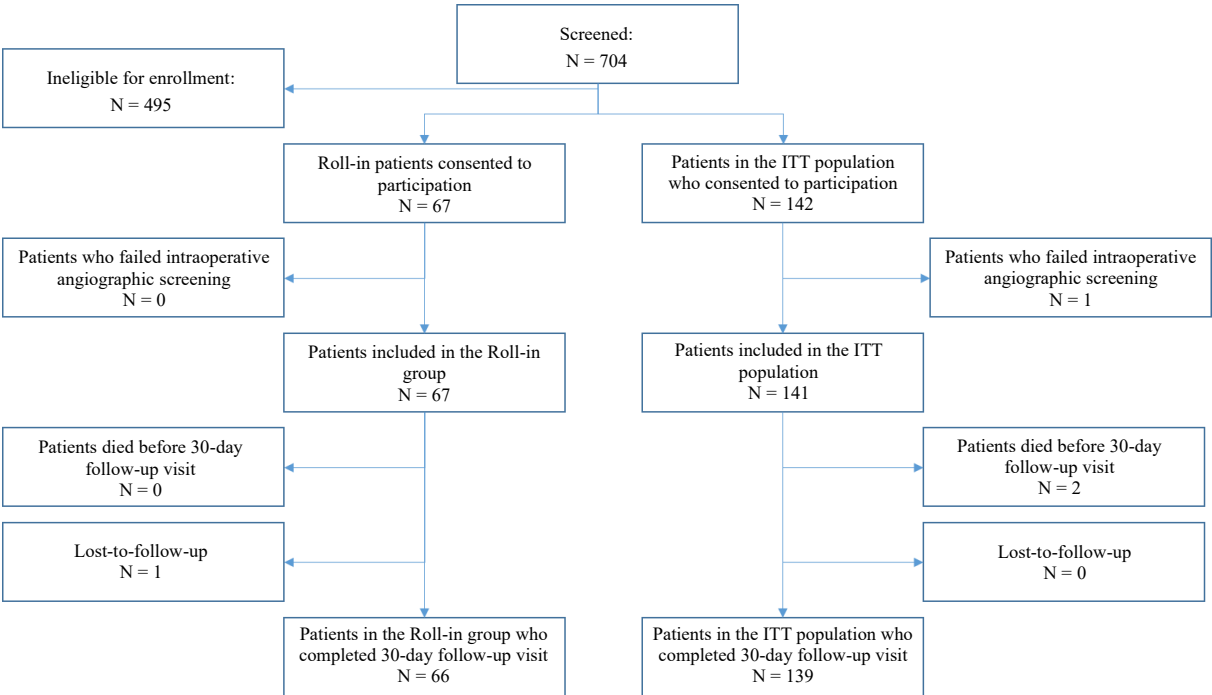 Screened:
N = 704
Ineligible for enrollment:
N = 495
Roll-in patients consented to
participation
N = 67
Patients in the ITT population
who consented to participation
N = 142
Patients who failed intraoperative
angiographic screening
N = 0
Patients who failed intraoperative
angiographic screening
N = 1
Patients included in the Roll-in
group
N = 67
Patients included in the ITT
population
N = 141
Patients died before 30-day
follow-up visit
N = 0
Patients died before 30-day
follow-up visit
N = 2
Lost-to-follow-up
N = 1
Lost-to-follow-up
N = 0
Patients in the Roll-in group who
completed 30-day follow-up visit
N = 66
Patients in the ITT population who
completed 30-day follow-up visit
N = 139